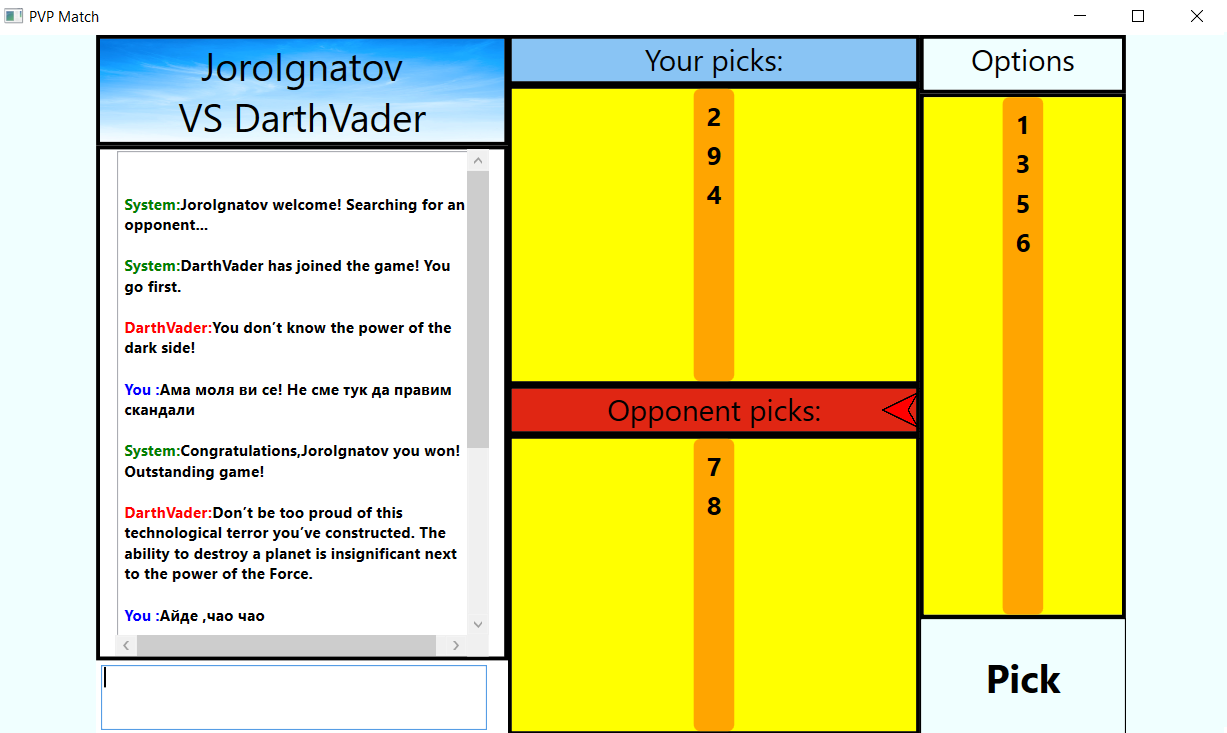 PVP Match
JoroIgnatov
VS DarthVader
System:JoroIgnatov welcome! Searching for an
opponent...
System:DarthVader has joined the game! You
go first.
DarthVader:You don’t know the power of the
dark side!
You :Ама моля ви се! Не сме тук да правим
скандали
System:Congratulations,JoroIgnatov you won!
Outstanding game!
DarthVader:Don’t be too proud of this
technological terror you’ve constructed. The
ability to destroy a planet is insignificant next
to the power of the Force.
You :Айде ,чао чао
Your picks:
2
9
4
Opponent picks:
7
8
Options
1
3
5
6
Pick